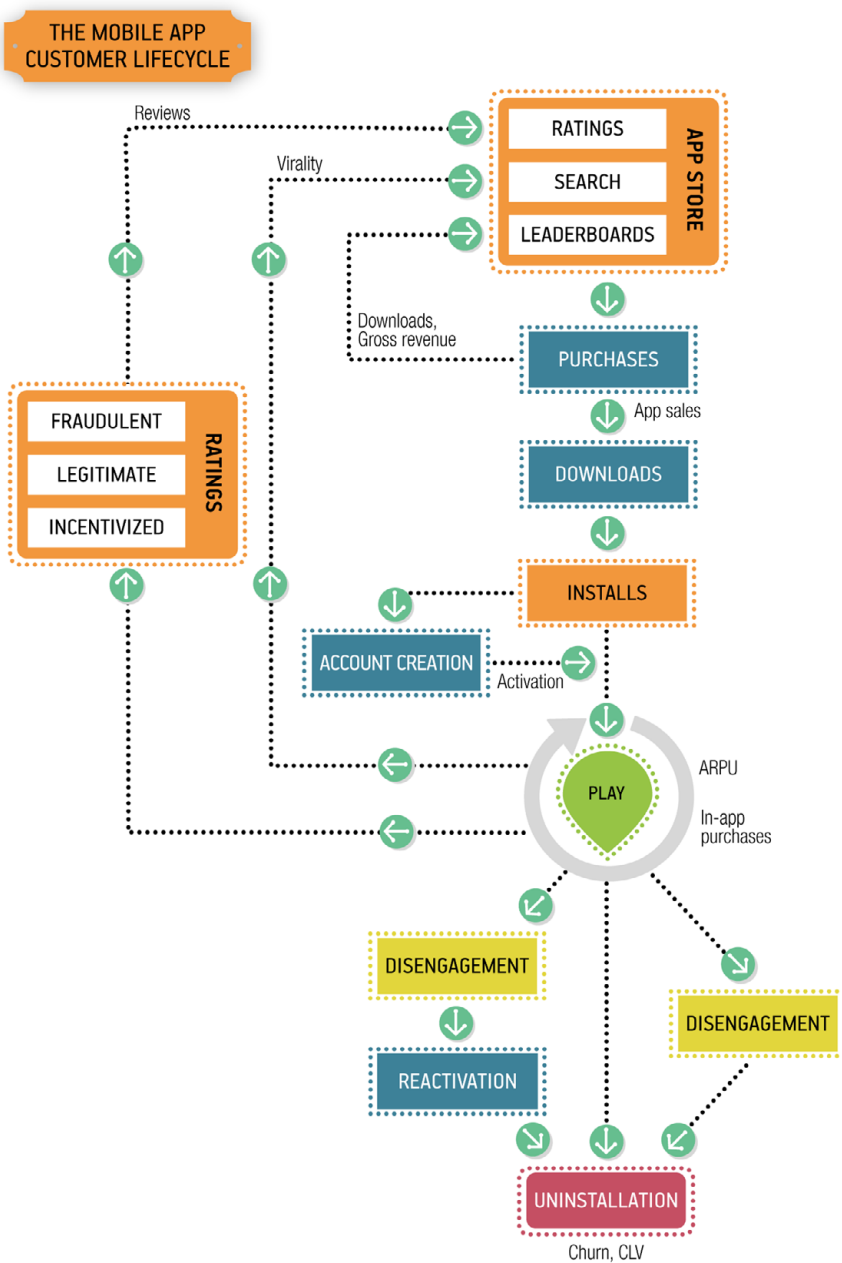 THE MOBILE APP
CUSTOMER LIFECYCLE
Reviews
RATINGS
Virality
SEARCH
LEADERBOARDS
APP STORE
Downloads,
Gross revenue
PURCHASES
App sales
FRAUDULENT
LEGITIMATE
INCENTIVIZED
RATINGS
DOWNLOADS
INSTALLS
ACCOUNT CREATION
Activation
PLAY
ARPU
In-app
purchases
DISENGAGEMENT
DISENGAGEMENT
REACTIVATION
UNINSTALLATION
Churn, CLV